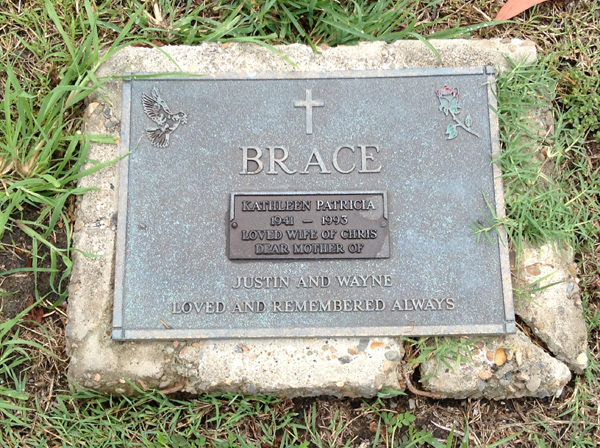 BRACE
KATHLEEN PATRICIA
1941 — 1993
LOVED WIFE OF CHRIS
DEAR MOTHER OF
JUSTIN AND WAYNE
LOVED AND REMEMBERED ALWAYS